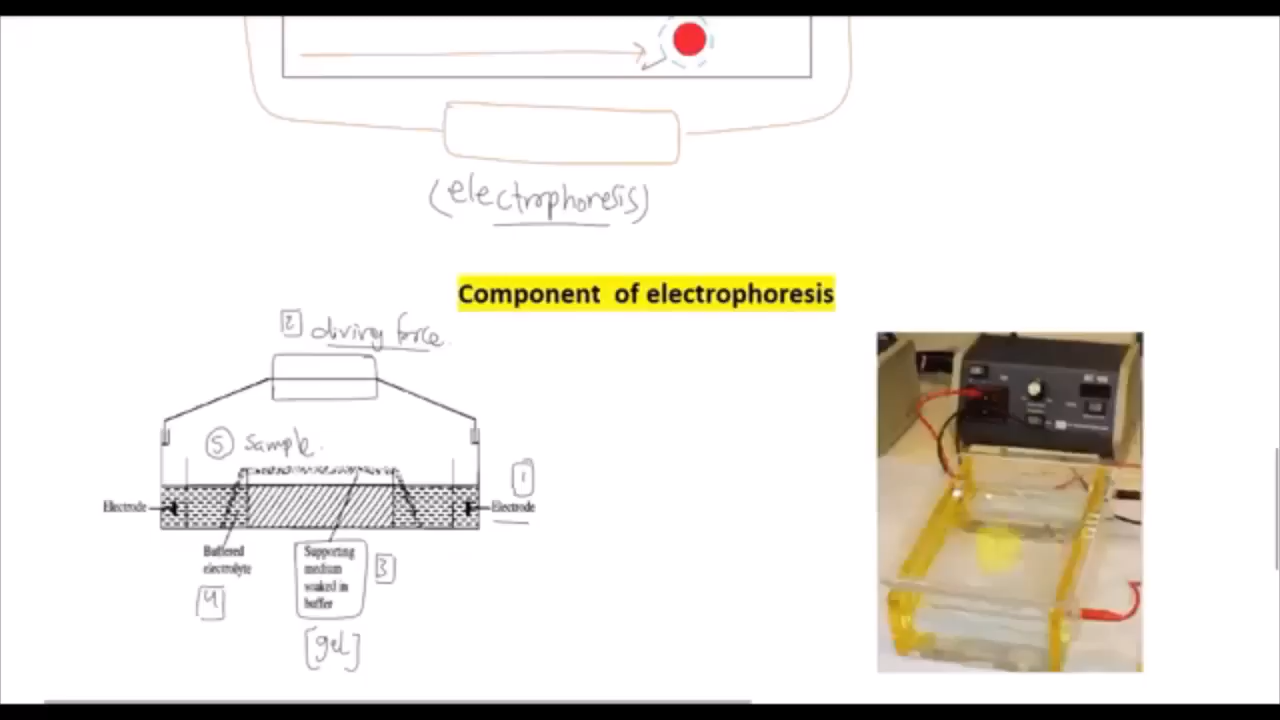 (electrophoresis)
Component of electrophoresis
2 driving force.
5 sample.
1
Electrode
Electrode
Buffered
electrolyte
4
Supporting
medium
soaked in
buffer
3
[gel]